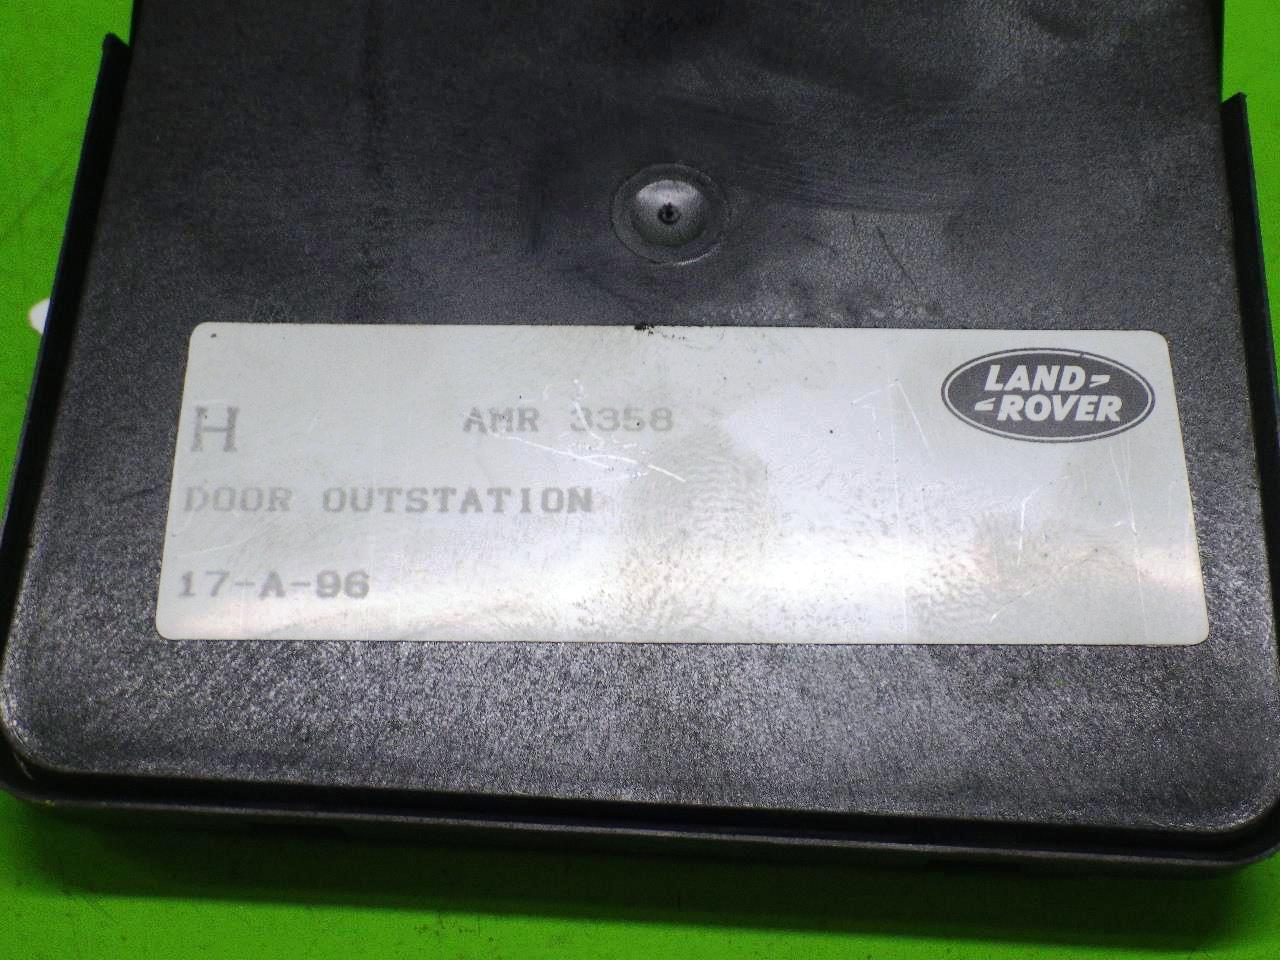 LAND-
-ROVER
H AMR 3358
DOOR OUTSTATION
17-A-96